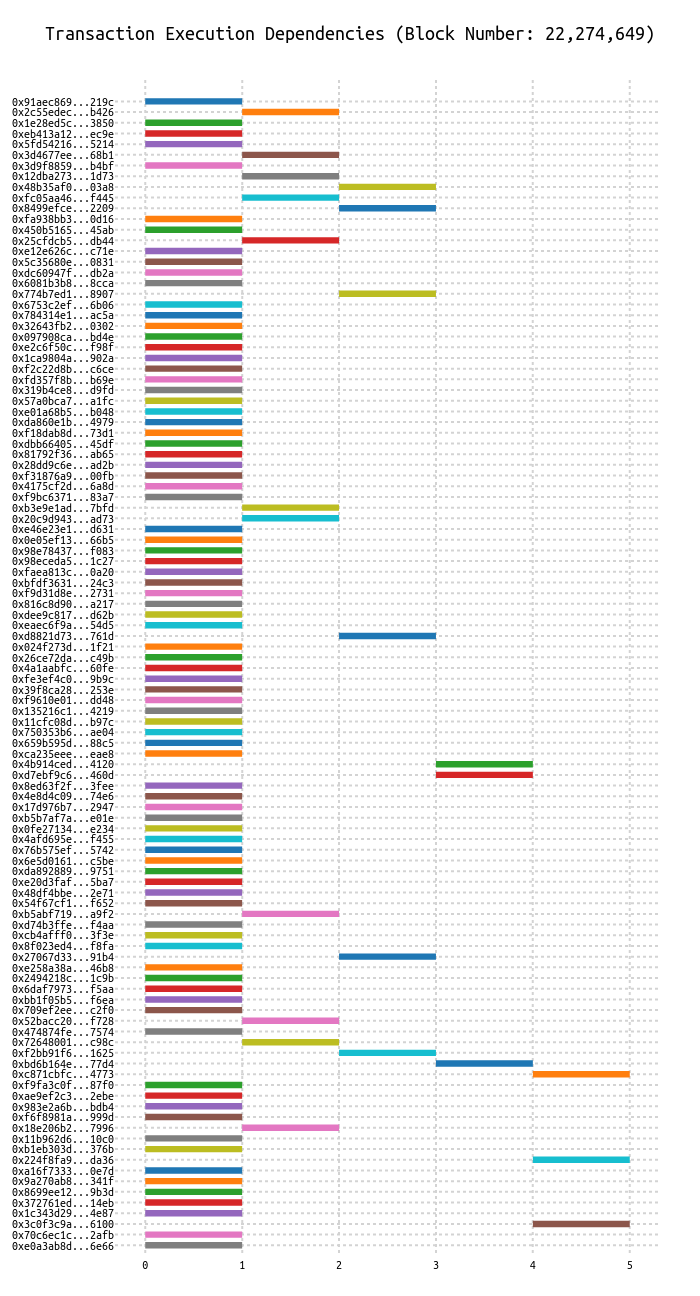 Transaction Execution Dependencies (Block Number: 22,274,649)
0x91aec869...219c
0x2c55edec...b426
0x1e28ed5c...3850
0xeb413a12...ec9e
0x5fd54216...5214
0x3d4677ee...68b1
0x3d9f8859...b4bf
0x12dba273...1d73
0x48b35af0...03a8
0xfc05aa46...f445
0x8499efce...2209
0xfa938bb3...0d16
0x450b5165...45ab
0x25cfdcb5...db44
0xe12e626c...c71e
0x5c35680e...0831
0xdc60947f...db2a
0x6081b3b8...8cca
0x774b7ed1...8907
0x6753c2ef...6b06
0x784314e1...ac5a
0x32643fb2...0302
0x097908ca...bd4e
0xe2c6f50c...f98f
0x1ca9804a...902a
0xf2c22d8b...c6ce
0xfd357f8b...b69e
0x319b4ce8...d9fd
0x57a0bca7...a1fc
0xe01a68b5...b048
0xda860e1b...4979
0xf18dab8d...73d1
0xdbb66405...45df
0x81792f36...ab65
0x28dd9c6e...ad2b
0xf31876a9...00fb
0x4175cf2d...6a8d
0xf9bc6371...83a7
0xb3e9e1ad...7bfd
0x20c9d943...ad73
0xe46e23e1...d631
0x0e05ef13...66b5
0x98e78437...f083
0x98eceda5...1c27
0xfaea813c...0a20
0xbfdf3631...24c3
0xf9d31d8e...2731
0x816c8d90...a217
0xdee9c817...d62b
0xeaec6f9a...54d5
0xd8821d73...761d
0x024f273d...1f21
0x26ce72da...c49b
0x4a1aabfc...60fe
0xfe3ef4c0...9b9c
0x39f8ca28...253e
0xf9610e01...dd48
0x135216c1...4219
0x11cfc08d...b97c
0x750353b6...ae04
0x659b595d...88c5
0xca235eee...eae8
0x4b914ced...4120
0xd7ebf9c6...460d
0x8ed63f2f...3fee
0x4e8d4c09...74e6
0x17d976b7...2947
0xb5b7af7a...e01e
0x0fe27134...e234
0x4afd695e...f455
0x76b575ef...5742
0x6e5d0161...c5be
0xda892889...9751
0xe20d3faf...5ba7
0x48df4bbe...2e71
0x54f67cf1...f652
0xb5abf719...a9f2
0xd74b3ffe...f4aa
0xcb4afff0...3f3e
0x8f023ed4...f8fa
0x27067d33...91b4
0xe258a38a...46b8
0x2494218c...1c9b
0x6daf7973...f5aa
0xbb1f05b5...f6ea
0x709ef2ee...c2f0
0x52bacc20...f728
0x474874fe...7574
0x72648001...c98c
0xf2bb91f6...1625
0xbd6b164e...77d4
0xc871cbfc...4773
0xf9fa3c0f...87f0
0xae9ef2c3...2ebe
0x983e2a6b...bdb4
0xf6f8981a...999d
0x18e206b2...7996
0x11b962d6...10c0
0xb1eb303d...376b
0x224f8fa9...da36
0xa16f7333...0e7d
0x9a270ab8...341f
0x8699ee12...9b3d
0x372761ed...14eb
0x1c343d29...4e87
0x3c0f3c9a...6100
0x70c6ec1c...2afb
0xe0a3ab8d...6e66
0 1 2 3 4 5